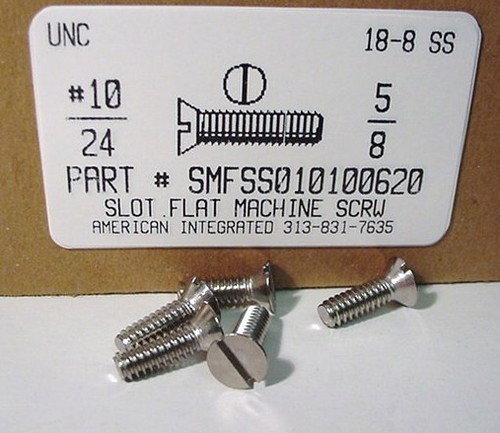 UNC 18-8 SS
#10 5
24 8
PART # SMFSS010100620
SLOT FLAT MACHINE SCRW
AMERICAN INTEGRATED 313-831-7635